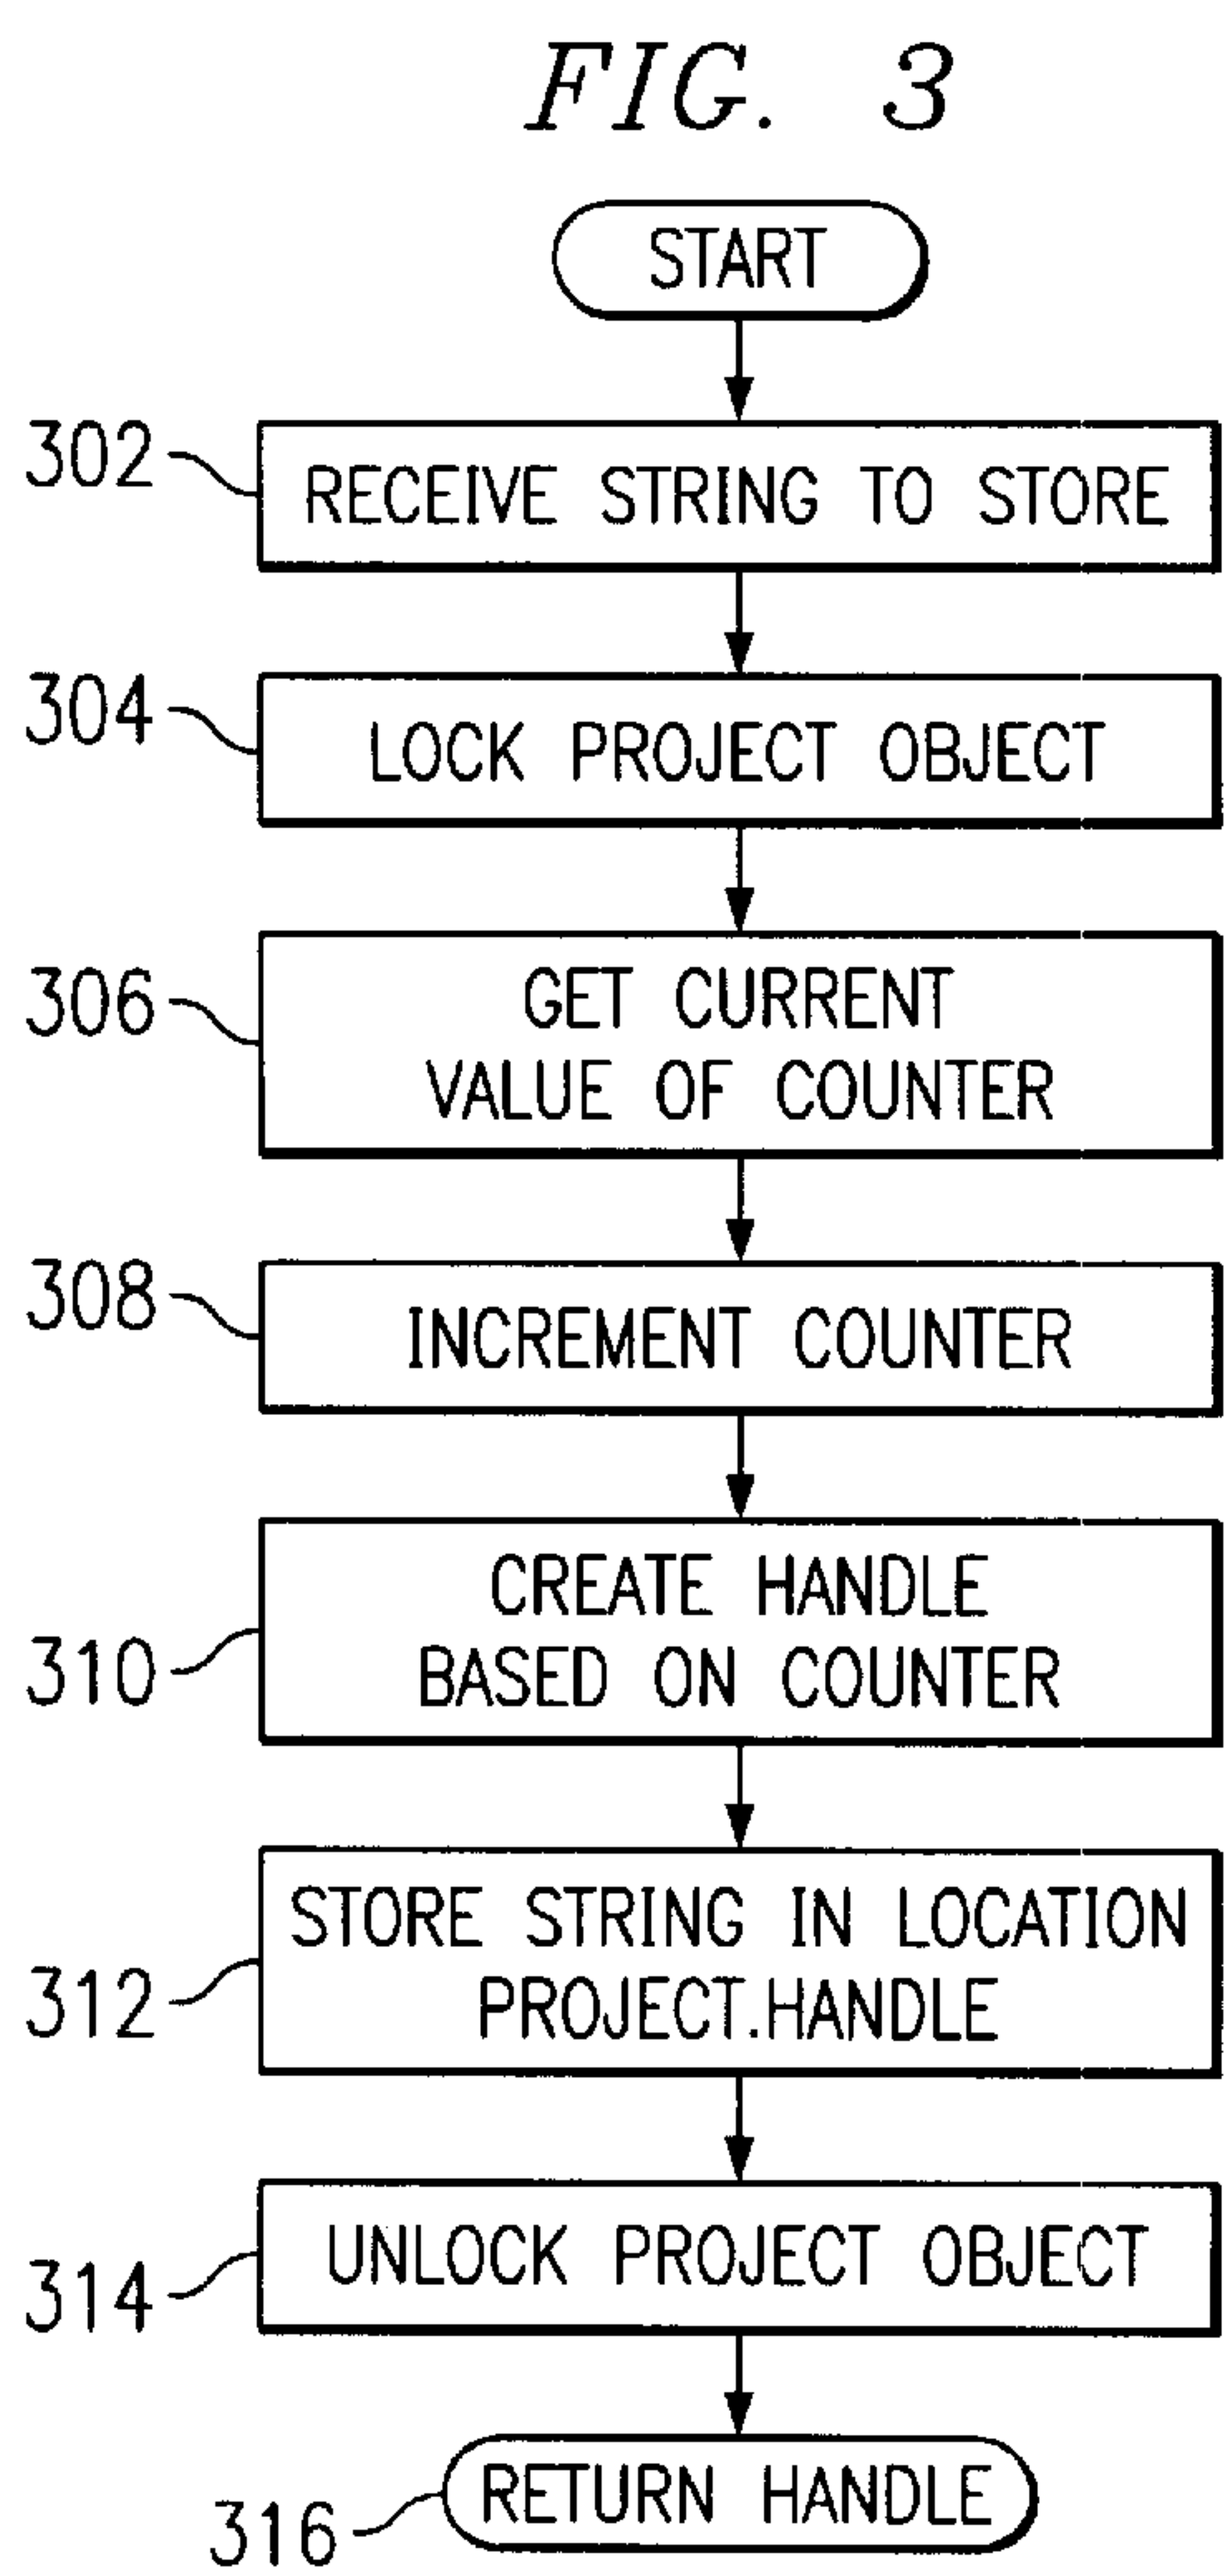 FIG. 3
START
302
RECEIVE STRING TO STORE
304
LOCK PROJECT OBJECT
306
GET CURRENT
VALUE OF COUNTER
308
INCREMENT COUNTER
310
CREATE HANDLE
BASED ON COUNTER
312
STORE STRING IN LOCATION
PROJECT.HANDLE
314
UNLOCK PROJECT OBJECT
316
RETURN HANDLE